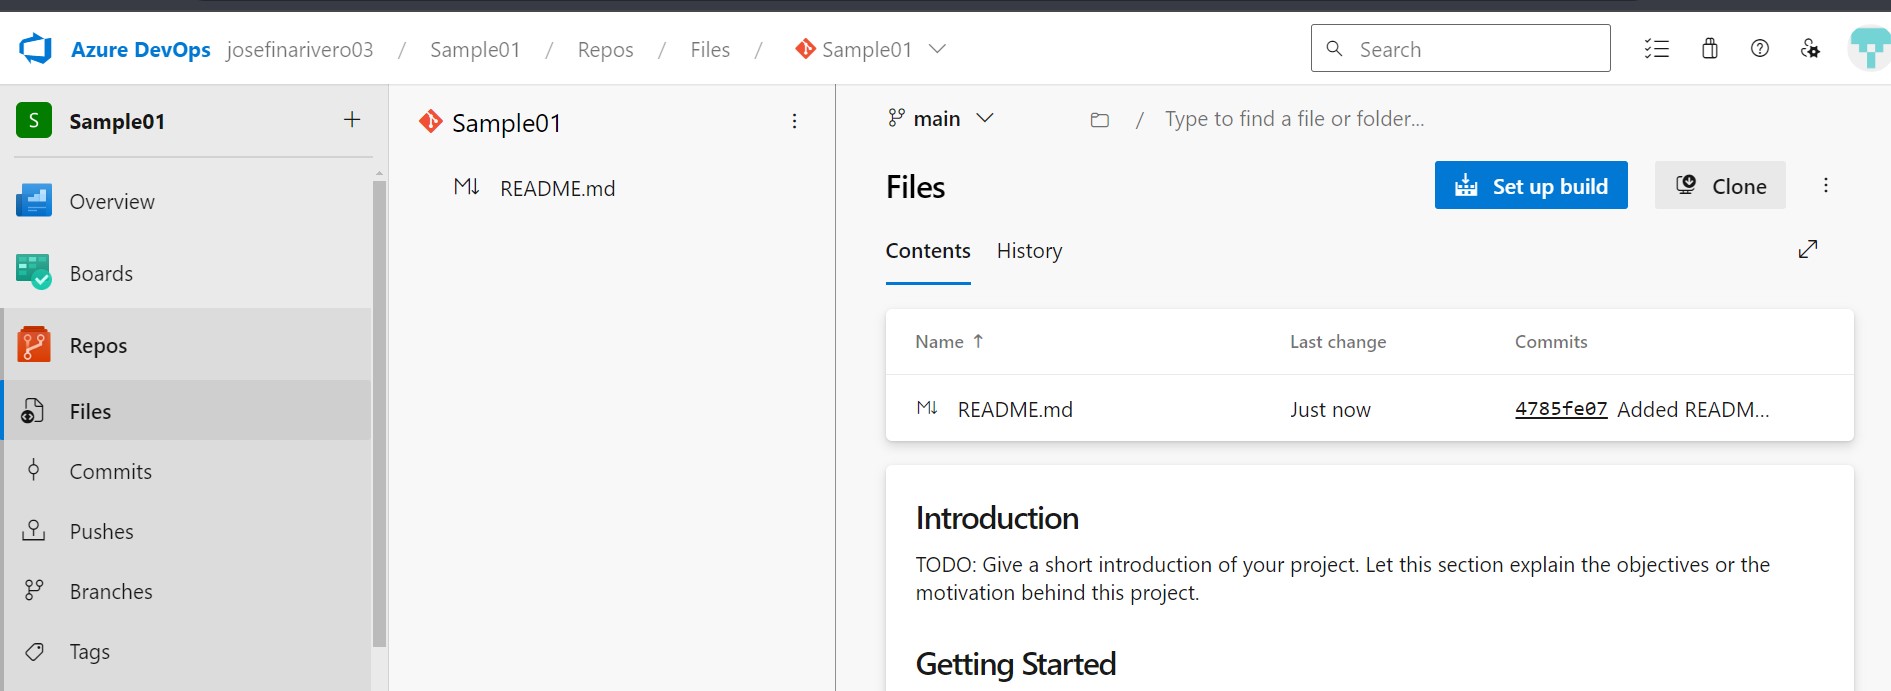 Azure DevOps josefinarivero03 / Sample01 / Repos / Files / Sample01
Search
S Sample01 +
Overview
Boards
Repos
Files
Commits
Pushes
Branches
Tags
Sample01
M↓ README.md
main
/ Type to find a file or folder...
Files
Set up build
Clone
Contents History
Name ↑ Last change Commits
M↓ README.md Just now 4785fe07 Added READM...
Introduction
TODO: Give a short introduction of your project. Let this section explain the objectives or the
motivation behind this project.
Getting Started